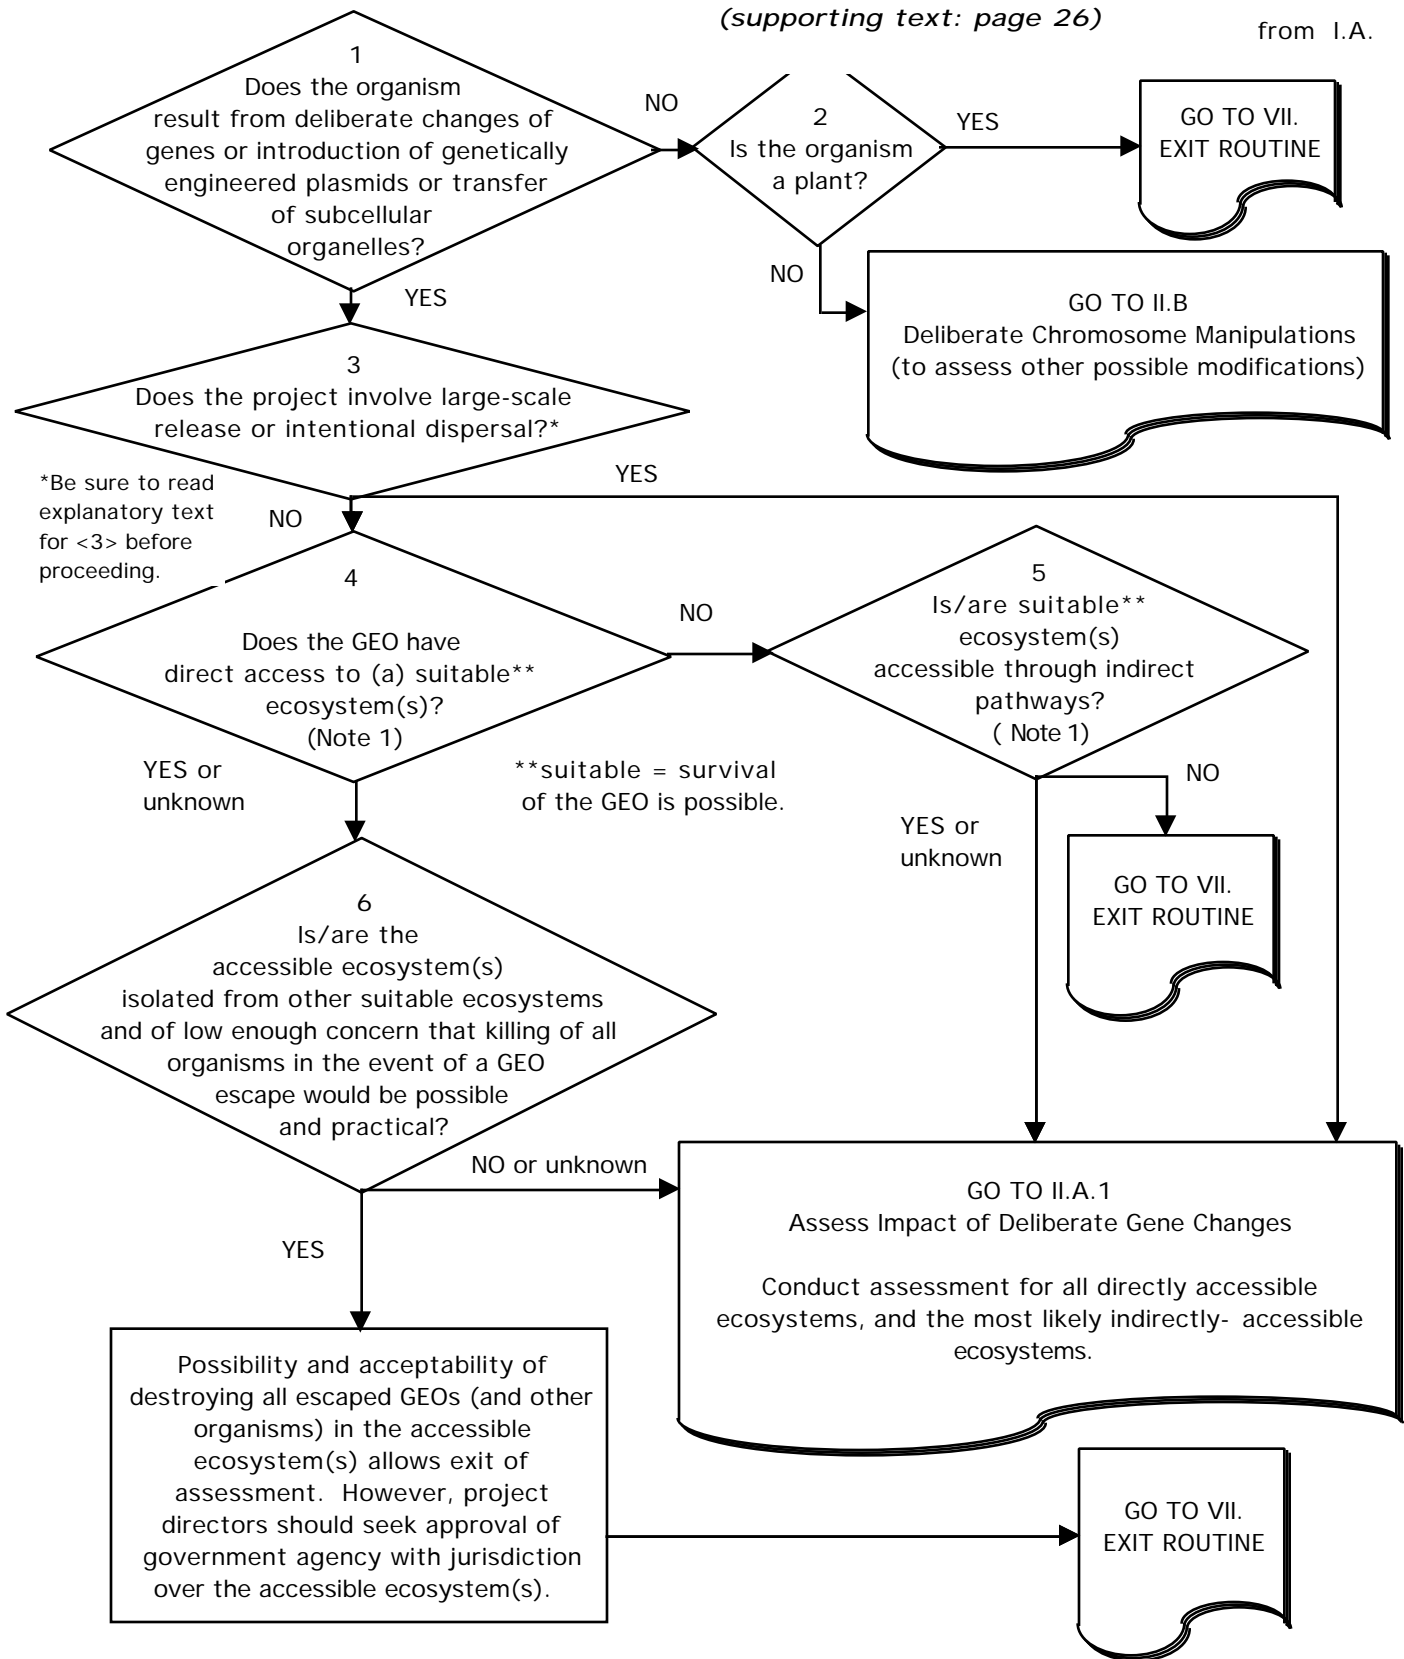 (supporting text: page 26)
from I.A.
1
Does the organism
result from deliberate changes of
genes or introduction of genetically
engineered plasmids or transfer
of subcellular
organelles?
NO
2
Is the organism
a plant?
YES
GO TO VII.
EXIT ROUTINE
NO
GO TO II.B
Deliberate Chromosome Manipulations
(to assess other possible modifications)
YES
3
Does the project involve large-scale
release or intentional dispersal?*
*Be sure to read
explanatory text
for <3> before
proceeding.
NO
YES
4
Does the GEO have
direct access to (a) suitable**
ecosystem(s)?
(Note 1)
NO
5
Is/are suitable**
ecosystem(s)
accessible through indirect
pathways?
( Note 1)
YES or
unknown
**suitable = survival
of the GEO is possible.
NO
YES or
unknown
GO TO VII.
EXIT ROUTINE
6
Is/are the
accessible ecosystem(s)
isolated from other suitable ecosystems
and of low enough concern that killing of all
organisms in the event of a GEO
escape would be possible
and practical?
NO or unknown
GO TO II.A.1
Assess Impact of Deliberate Gene Changes
Conduct assessment for all directly accessible
ecosystems, and the most likely indirectly- accessible
ecosystems.
YES
Possibility and acceptability of
destroying all escaped GEOs (and other
organisms) in the accessible
ecosystem(s) allows exit of
assessment. However, project
directors should seek approval of
government agency with jurisdiction
over the accessible ecosystem(s).
GO TO VII.
EXIT ROUTINE